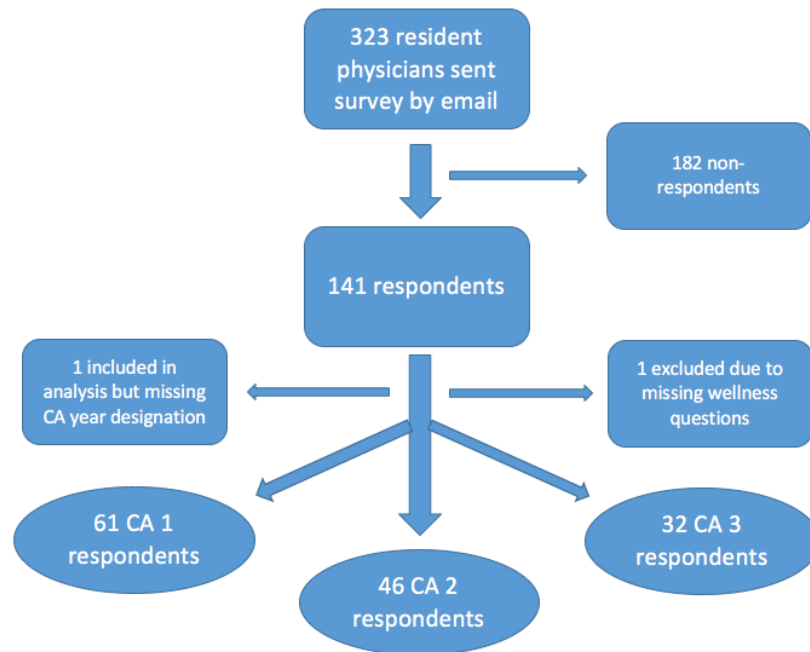 323 resident
physicians sent
survey by email
182 non-
respondents
141 respondents
1 included in
analysis but missing
CA year designation
1 excluded due to
missing wellness
questions
61 CA 1
respondents
46 CA 2
respondents
32 CA 3
respondents